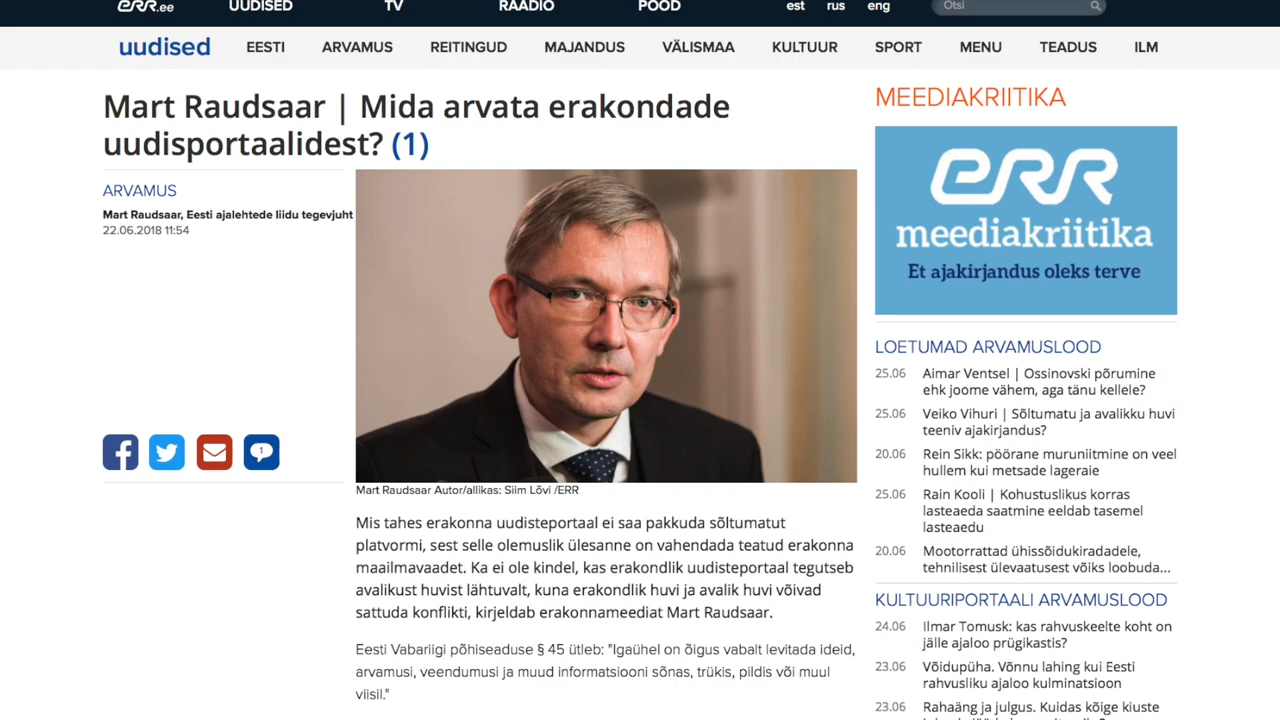 err.ee UUDISED TV RAADIO POOD est rus eng Otsi
uudised EESTI ARVAMUS REITINGUD MAJANDUS VÄLISMAA KULTUUR SPORT MENU TEADUS ILM
Mart Raudsaar | Mida arvata erakondade
uudisportaalidest? (1)
ARVAMUS
Mart Raudsaar, Eesti ajalehtede liidu tegevjuht
22.06.2018 11:54
1
Mart Raudsaar Autor/allikas: Siim Lõvi /ERR
Mis tahes erakonna uudisteportaal ei saa pakkuda sõltumatut
platvormi, sest selle olemuslik ülesanne on vahendada teatud erakonna
maailmavaadet. Ka ei ole kindel, kas erakondlik uudisteportaal tegutseb
avalikust huvist lähtuvalt, kuna erakondlik huvi ja avalik huvi võivad
sattuda konflikti, kirjeldab erakonnameediat Mart Raudsaar.
Eesti Vabariigi põhiseaduse § 45 ütleb: "Igaühel on õigus vabalt levitada ideid,
arvamusi, veendumusi ja muud informatsiooni sõnas, trükis, pildis või muul
viisil."
MEEDIAKRIITIKA
err
meediakriitika
Et ajakirjandus oleks terve
LOETUMAD ARVAMUSLOOD
25.06 Aimar Ventsel | Ossinovski põrumine
ehk joome vähem, aga tänu kellele?
25.06 Veiko Vihuri | Sõltumatu ja avalikku huvi
teeniv ajakirjandus?
20.06 Rein Sikk: pöörane muruniitmine on veel
hullem kui metsade lageraie
25.06 Rain Kooli | Kohustuslikus korras
lasteaeda saatmine eeldab tasemel
lasteaedu
20.06 Mootorrattad ühissõidukiradadele,
tehnilisest ülevaatusest võiks loobuda...
KULTUURIPORTAALI ARVAMUSLOOD
24.06 Ilmar Tomusk: kas rahvuskeelte koht on
jälle ajaloo prügikastis?
23.06 Võidupüha. Võnnu lahing kui Eesti
rahvusliku ajaloo kulminatsioon
23.06 Rahaäng ja julgus. Kuidas kõige kiuste